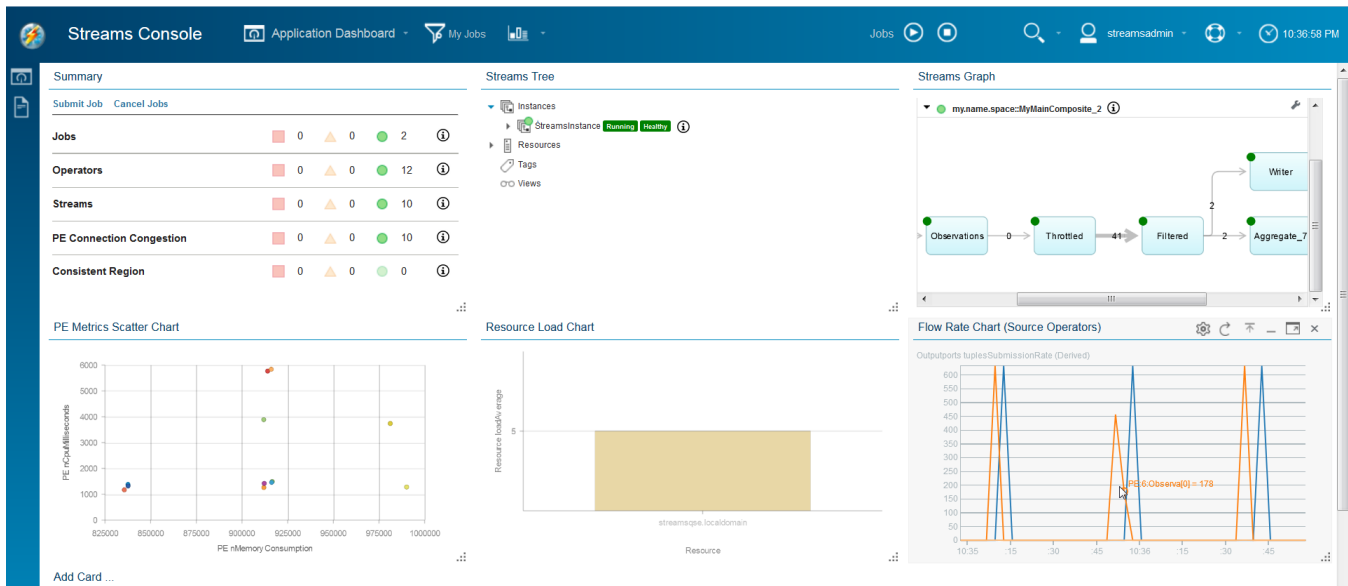 Streams Console Application Dashboard My Jobs Jobs streamsadmin 10:36:58 PM
Summary
Submit Job Cancel Jobs
Jobs 0 0 2
Operators 0 0 12
Streams 0 0 10
PE Connection Congestion 0 0 10
Consistent Region 0 0 0
Streams Tree
Instances
StreamsInstance Running Healthy
Resources
Tags
Views
Streams Graph
my.name.space::MyMainComposite_2
Writer
2
Observations 0 Throttled 41 Filtered 2 Aggregate_7
PE Metrics Scatter Chart
6000
5000
4000
3000
2000
1000
0
PE nCpuMilliseconds
825000 850000 875000 900000 925000 950000 975000 1000000
PE nMemory Consumption
Resource Load Chart
Resource loadAverage
5
streamsqse.localdomain
Resource
Flow Rate Chart (Source Operators)
Outputports tuplesSubmissionRate (Derived)
600
550
500
450
400
350
300
250
200
150
100
50
0
PE:6:Observa[0] = 178
10:35 :15 :30 :45 10:36 :15 :30 :45
Add Card ...